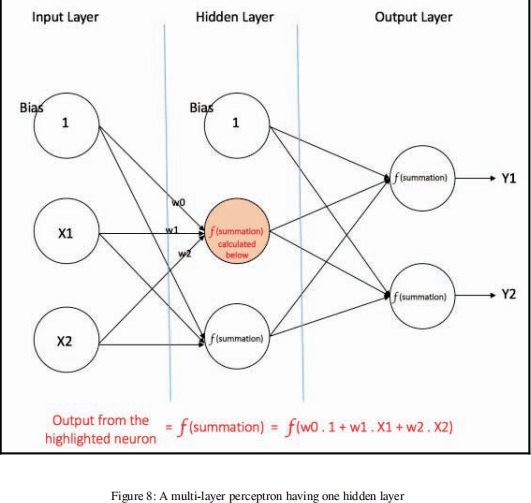 Input Layer
Hidden Layer
Output Layer
Bias
1
Bias
1
w0
w1
w2
X1
X2
f(summation)
calculated
below
f(summation)
f(summation)
Y1
f(summation)
Y2
Output from the
highlighted neuron
= f(summation) = f(w0 . 1 + w1 . X1 + w2 . X2)
Figure 8: A multi-layer perceptron having one hidden layer